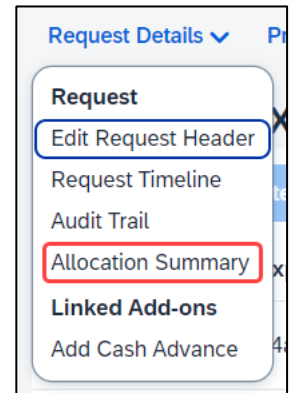 Request Details
Request
Edit Request Header
Request Timeline
Audit Trail
Allocation Summary
Linked Add-ons
Add Cash Advance